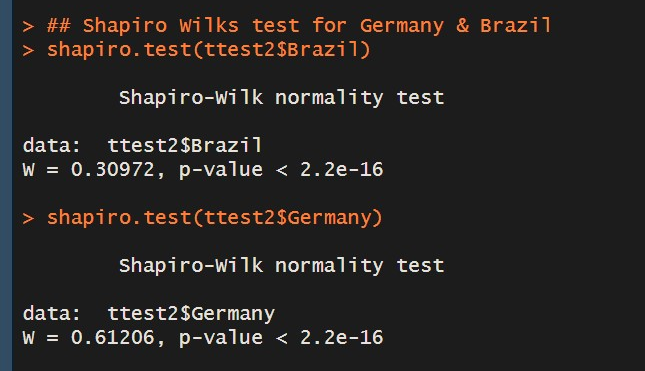 > ## Shapiro Wilks test for Germany & Brazil
> shapiro.test(ttest2$Brazil)
Shapiro-Wilk normality test
data:  ttest2$Brazil
W = 0.30972, p-value < 2.2e-16
> shapiro.test(ttest2$Germany)
Shapiro-Wilk normality test
data:  ttest2$Germany
W = 0.61206, p-value < 2.2e-16